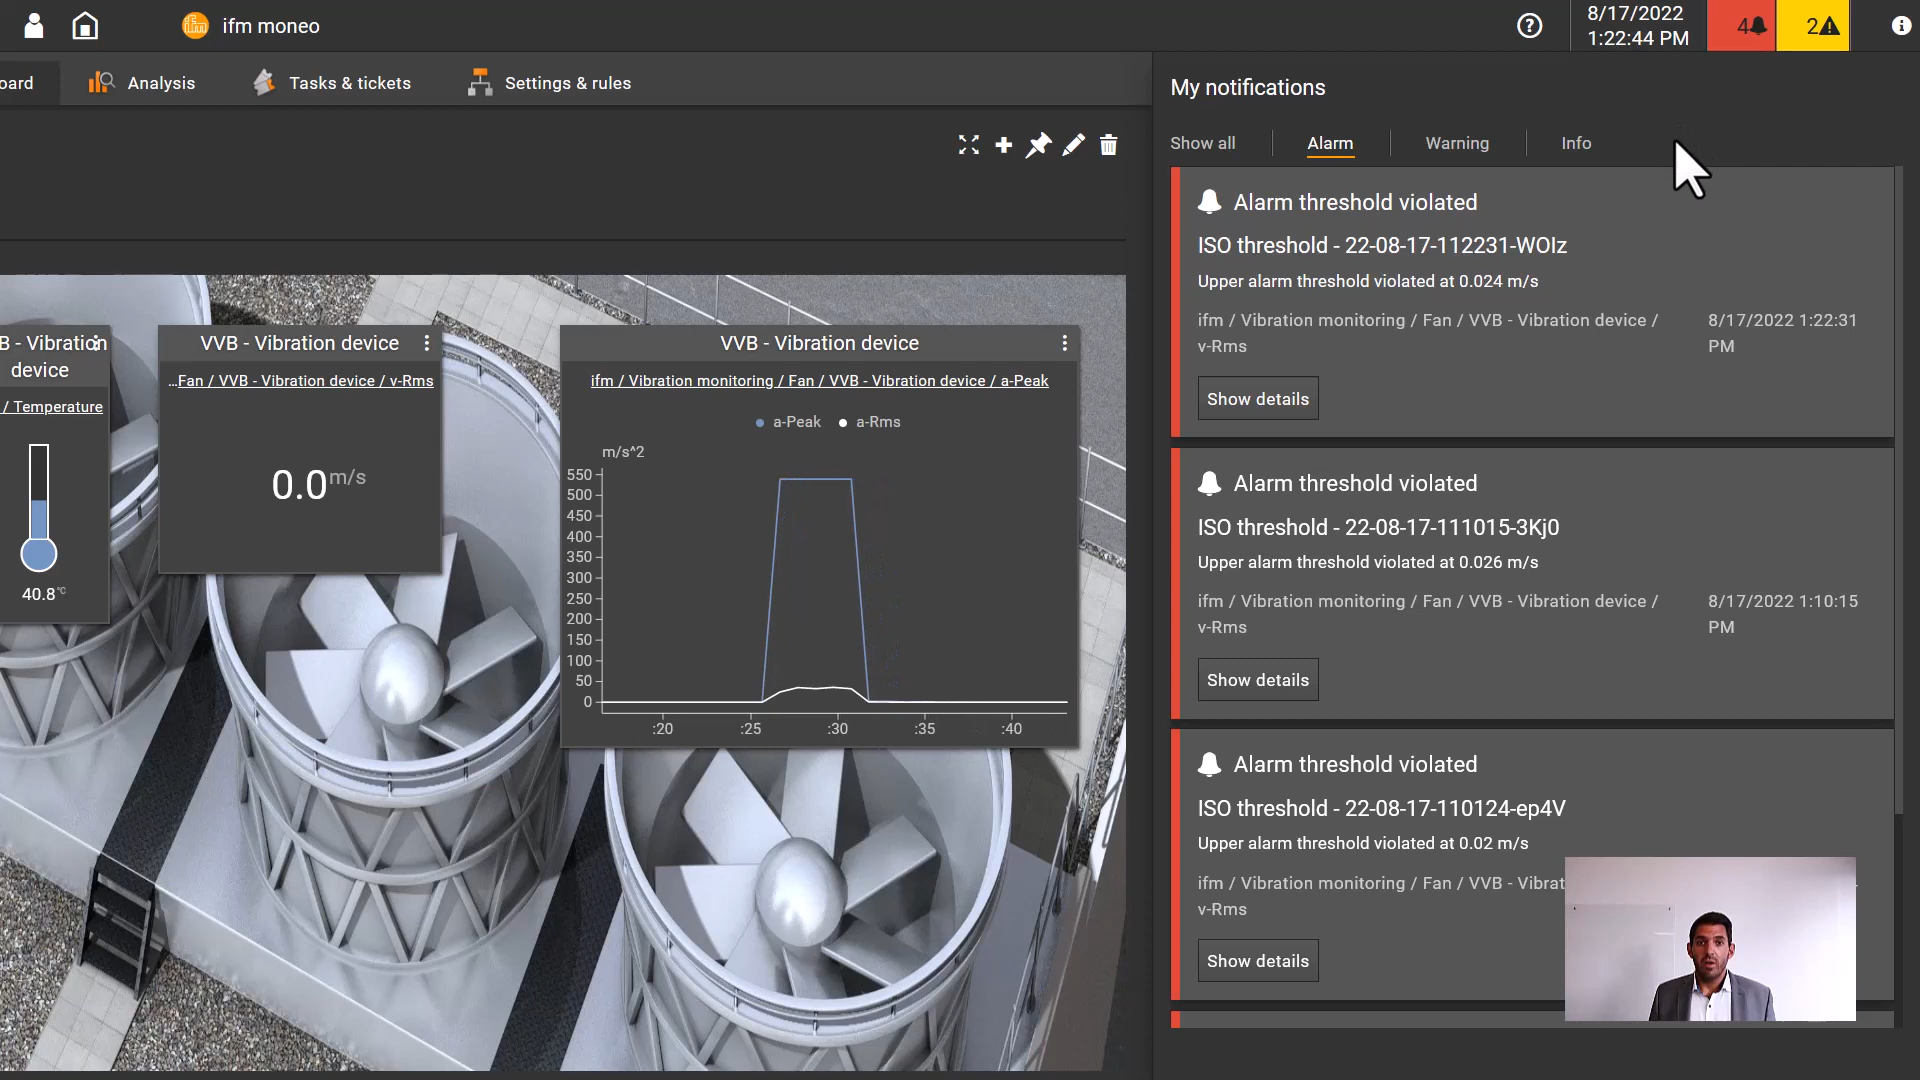 ifm
ifm moneo
8/17/2022
1:22:44 PM
4
2
oard
Analysis
Tasks & tickets
Settings & rules
My notifications
Show all
Alarm
Warning
Info
Alarm threshold violated
ISO threshold - 22-08-17-112231-WOIz
Upper alarm threshold violated at 0.024 m/s
ifm / Vibration monitoring / Fan / VVB - Vibration device /
v-Rms
8/17/2022 1:22:31
PM
Show details
Alarm threshold violated
ISO threshold - 22-08-17-111015-3Kj0
Upper alarm threshold violated at 0.026 m/s
ifm / Vibration monitoring / Fan / VVB - Vibration device /
v-Rms
8/17/2022 1:10:15
PM
Show details
Alarm threshold violated
ISO threshold - 22-08-17-110124-ep4V
Upper alarm threshold violated at 0.02 m/s
ifm / Vibration monitoring / Fan / VVB - Vibrat
v-Rms
Show details
B - Vibration
device
/ Temperature
40.8°C
VVB - Vibration device
...Fan / VVB - Vibration device / v-Rms
0.0 m/s
VVB - Vibration device
ifm / Vibration monitoring / Fan / VVB - Vibration device / a-Peak
a-Peak
a-Rms
m/s^2
550
500
450
400
350
300
250
200
150
100
50
0
:20
:25
:30
:35
:40